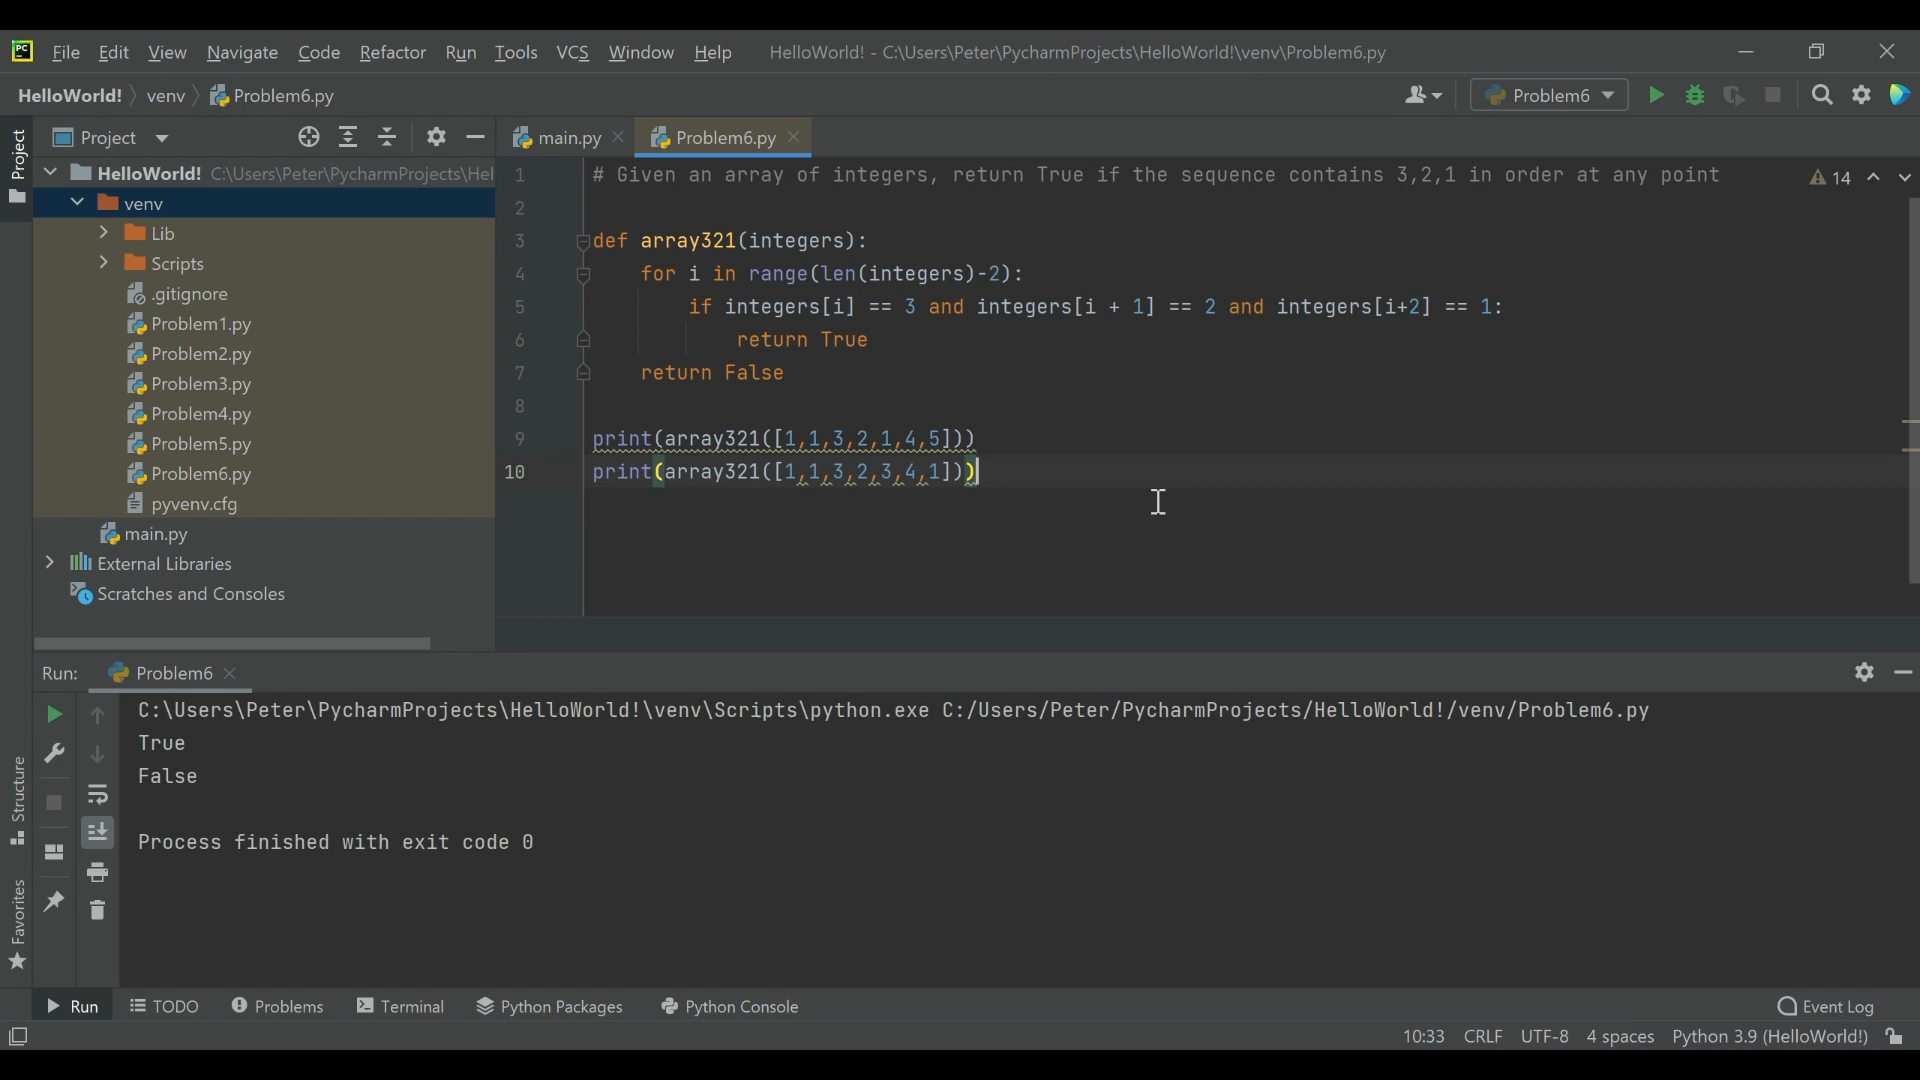 PC File Edit View Navigate Code Refactor Run Tools VCS Window Help HelloWorld! - C:\Users\Peter\PycharmProjects\HelloWorld!\venv\Problem6.py
HelloWorld! venv Problem6.py Problem6
Project
Project
main.py Problem6.py
HelloWorld! C:\Users\Peter\PycharmProjects\Hel
venv
Lib
Scripts
.gitignore
Problem1.py
Problem2.py
Problem3.py
Problem4.py
Problem5.py
Problem6.py
pyvenv.cfg
main.py
External Libraries
Scratches and Consoles
1 # Given an array of integers, return True if the sequence contains 3,2,1 in order at any point
14
2
3 def array321(integers):
4     for i in range(len(integers)-2):
5         if integers[i] == 3 and integers[i + 1] == 2 and integers[i+2] == 1:
6             return True
7     return False
8
9 print(array321([1,1,3,2,1,4,5]))
10 print(array321([1,1,3,2,3,4,1]))
Run: Problem6
C:\Users\Peter\PycharmProjects\HelloWorld!\venv\Scripts\python.exe C:/Users/Peter/PycharmProjects/HelloWorld!/venv/Problem6.py
True
False
Process finished with exit code 0
Structure
Favorites
Run TODO Problems Terminal Python Packages Python Console Event Log
10:33 CRLF UTF-8 4 spaces Python 3.9 (HelloWorld!)